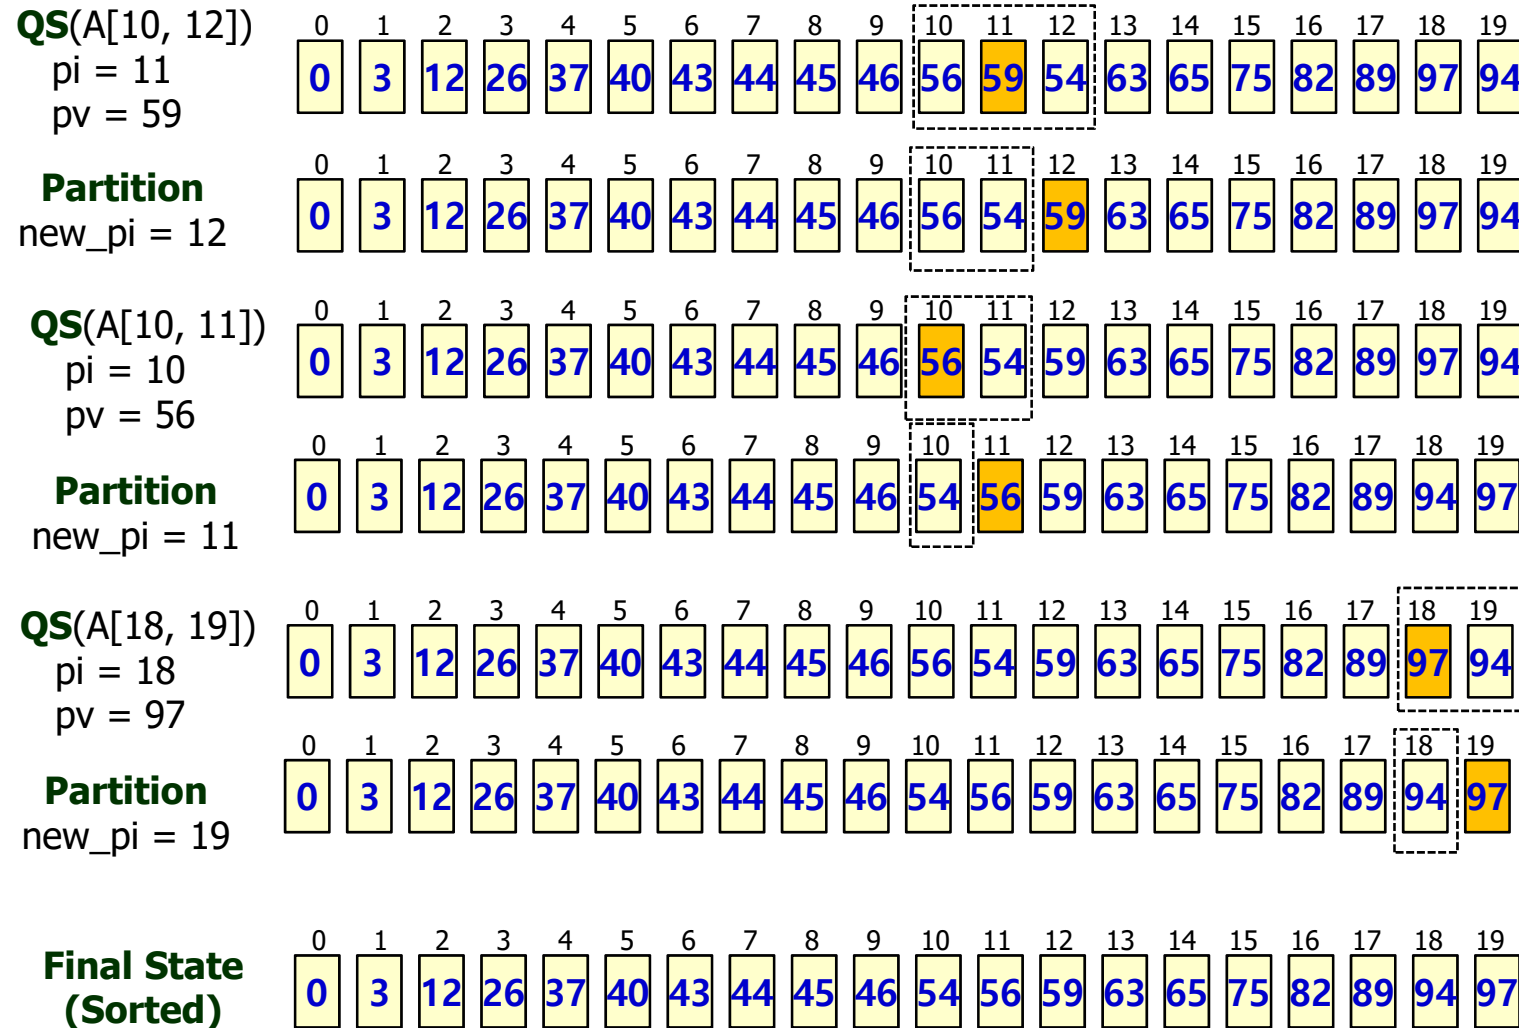 QS(A[10, 12])
pi = 11
pv = 59
0 1 2 3 4 5 6 7 8 9 10 11 12 13 14 15 16 17 18 19
0 3 12 26 37 40 43 44 45 46 56 59 54 63 65 75 82 89 97 94
Partition
new_pi = 12
0 1 2 3 4 5 6 7 8 9 10 11 12 13 14 15 16 17 18 19
0 3 12 26 37 40 43 44 45 46 56 54 59 63 65 75 82 89 97 94
QS(A[10, 11])
pi = 10
pv = 56
0 1 2 3 4 5 6 7 8 9 10 11 12 13 14 15 16 17 18 19
0 3 12 26 37 40 43 44 45 46 56 54 59 63 65 75 82 89 97 94
Partition
new_pi = 11
0 1 2 3 4 5 6 7 8 9 10 11 12 13 14 15 16 17 18 19
0 3 12 26 37 40 43 44 45 46 54 56 59 63 65 75 82 89 94 97
QS(A[18, 19])
pi = 18
pv = 97
0 1 2 3 4 5 6 7 8 9 10 11 12 13 14 15 16 17 18 19
0 3 12 26 37 40 43 44 45 46 56 54 59 63 65 75 82 89 97 94
Partition
new_pi = 19
0 1 2 3 4 5 6 7 8 9 10 11 12 13 14 15 16 17 18 19
0 3 12 26 37 40 43 44 45 46 54 56 59 63 65 75 82 89 94 97
Final State
(Sorted)
0 1 2 3 4 5 6 7 8 9 10 11 12 13 14 15 16 17 18 19
0 3 12 26 37 40 43 44 45 46 54 56 59 63 65 75 82 89 94 97